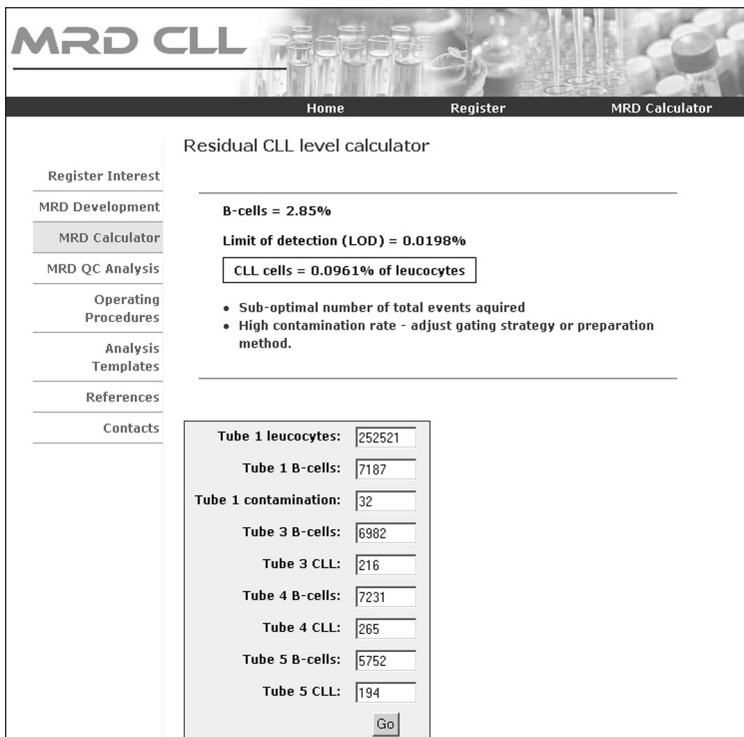 MRD CLL
Home Register MRD Calculator
Register Interest
MRD Development
MRD Calculator
MRD QC Analysis
Operating
Procedures
Analysis
Templates
References
Contacts
Residual CLL level calculator
B-cells = 2.85%
Limit of detection (LOD) = 0.0198%
CLL cells = 0.0961% of leucocytes
• Sub-optimal number of total events aquired
• High contamination rate - adjust gating strategy or preparation
method.
Tube 1 leucocytes: 252521
Tube 1 B-cells: 7187
Tube 1 contamination: 32
Tube 3 B-cells: 6982
Tube 3 CLL: 216
Tube 4 B-cells: 7231
Tube 4 CLL: 265
Tube 5 B-cells: 5752
Tube 5 CLL: 194
Go